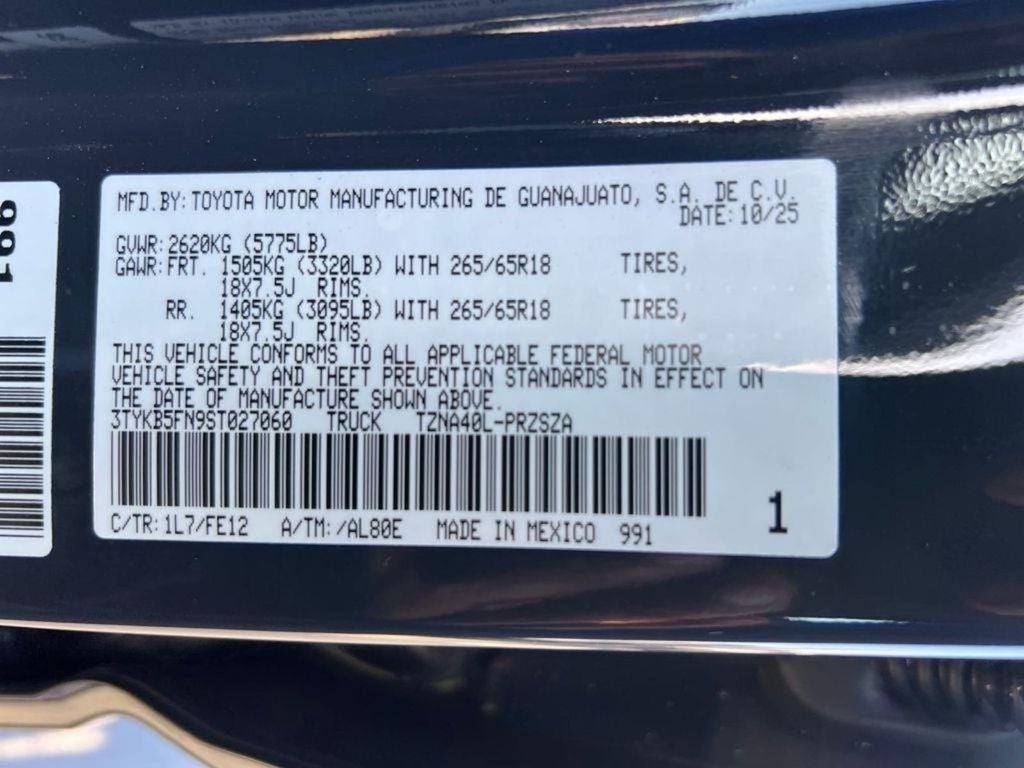 MFD.BY: TOYOTA MOTOR MANUFACTURING DE GUANAJUATO, S.A. DE C.V.
DATE: 10/25
GVWR: 2620KG (5775LB)
GAWR: FRT. 1505KG (3320LB) WITH 265/65R18 TIRES,
18X7.5J RIMS.
RR. 1405KG (3095LB) WITH 265/65R18 TIRES,
18X7.5J RIMS.
THIS VEHICLE CONFORMS TO ALL APPLICABLE FEDERAL MOTOR
VEHICLE SAFETY AND THEFT PREVENTION STANDARDS IN EFFECT ON
THE DATE OF MANUFACTURE SHOWN ABOVE.
3TYKB5FN9ST027060 TRUCK TZNA40L-PRZSZA
1
C/TR: 1L7/FE12 A/TM: /AL80E MADE IN MEXICO 991
991